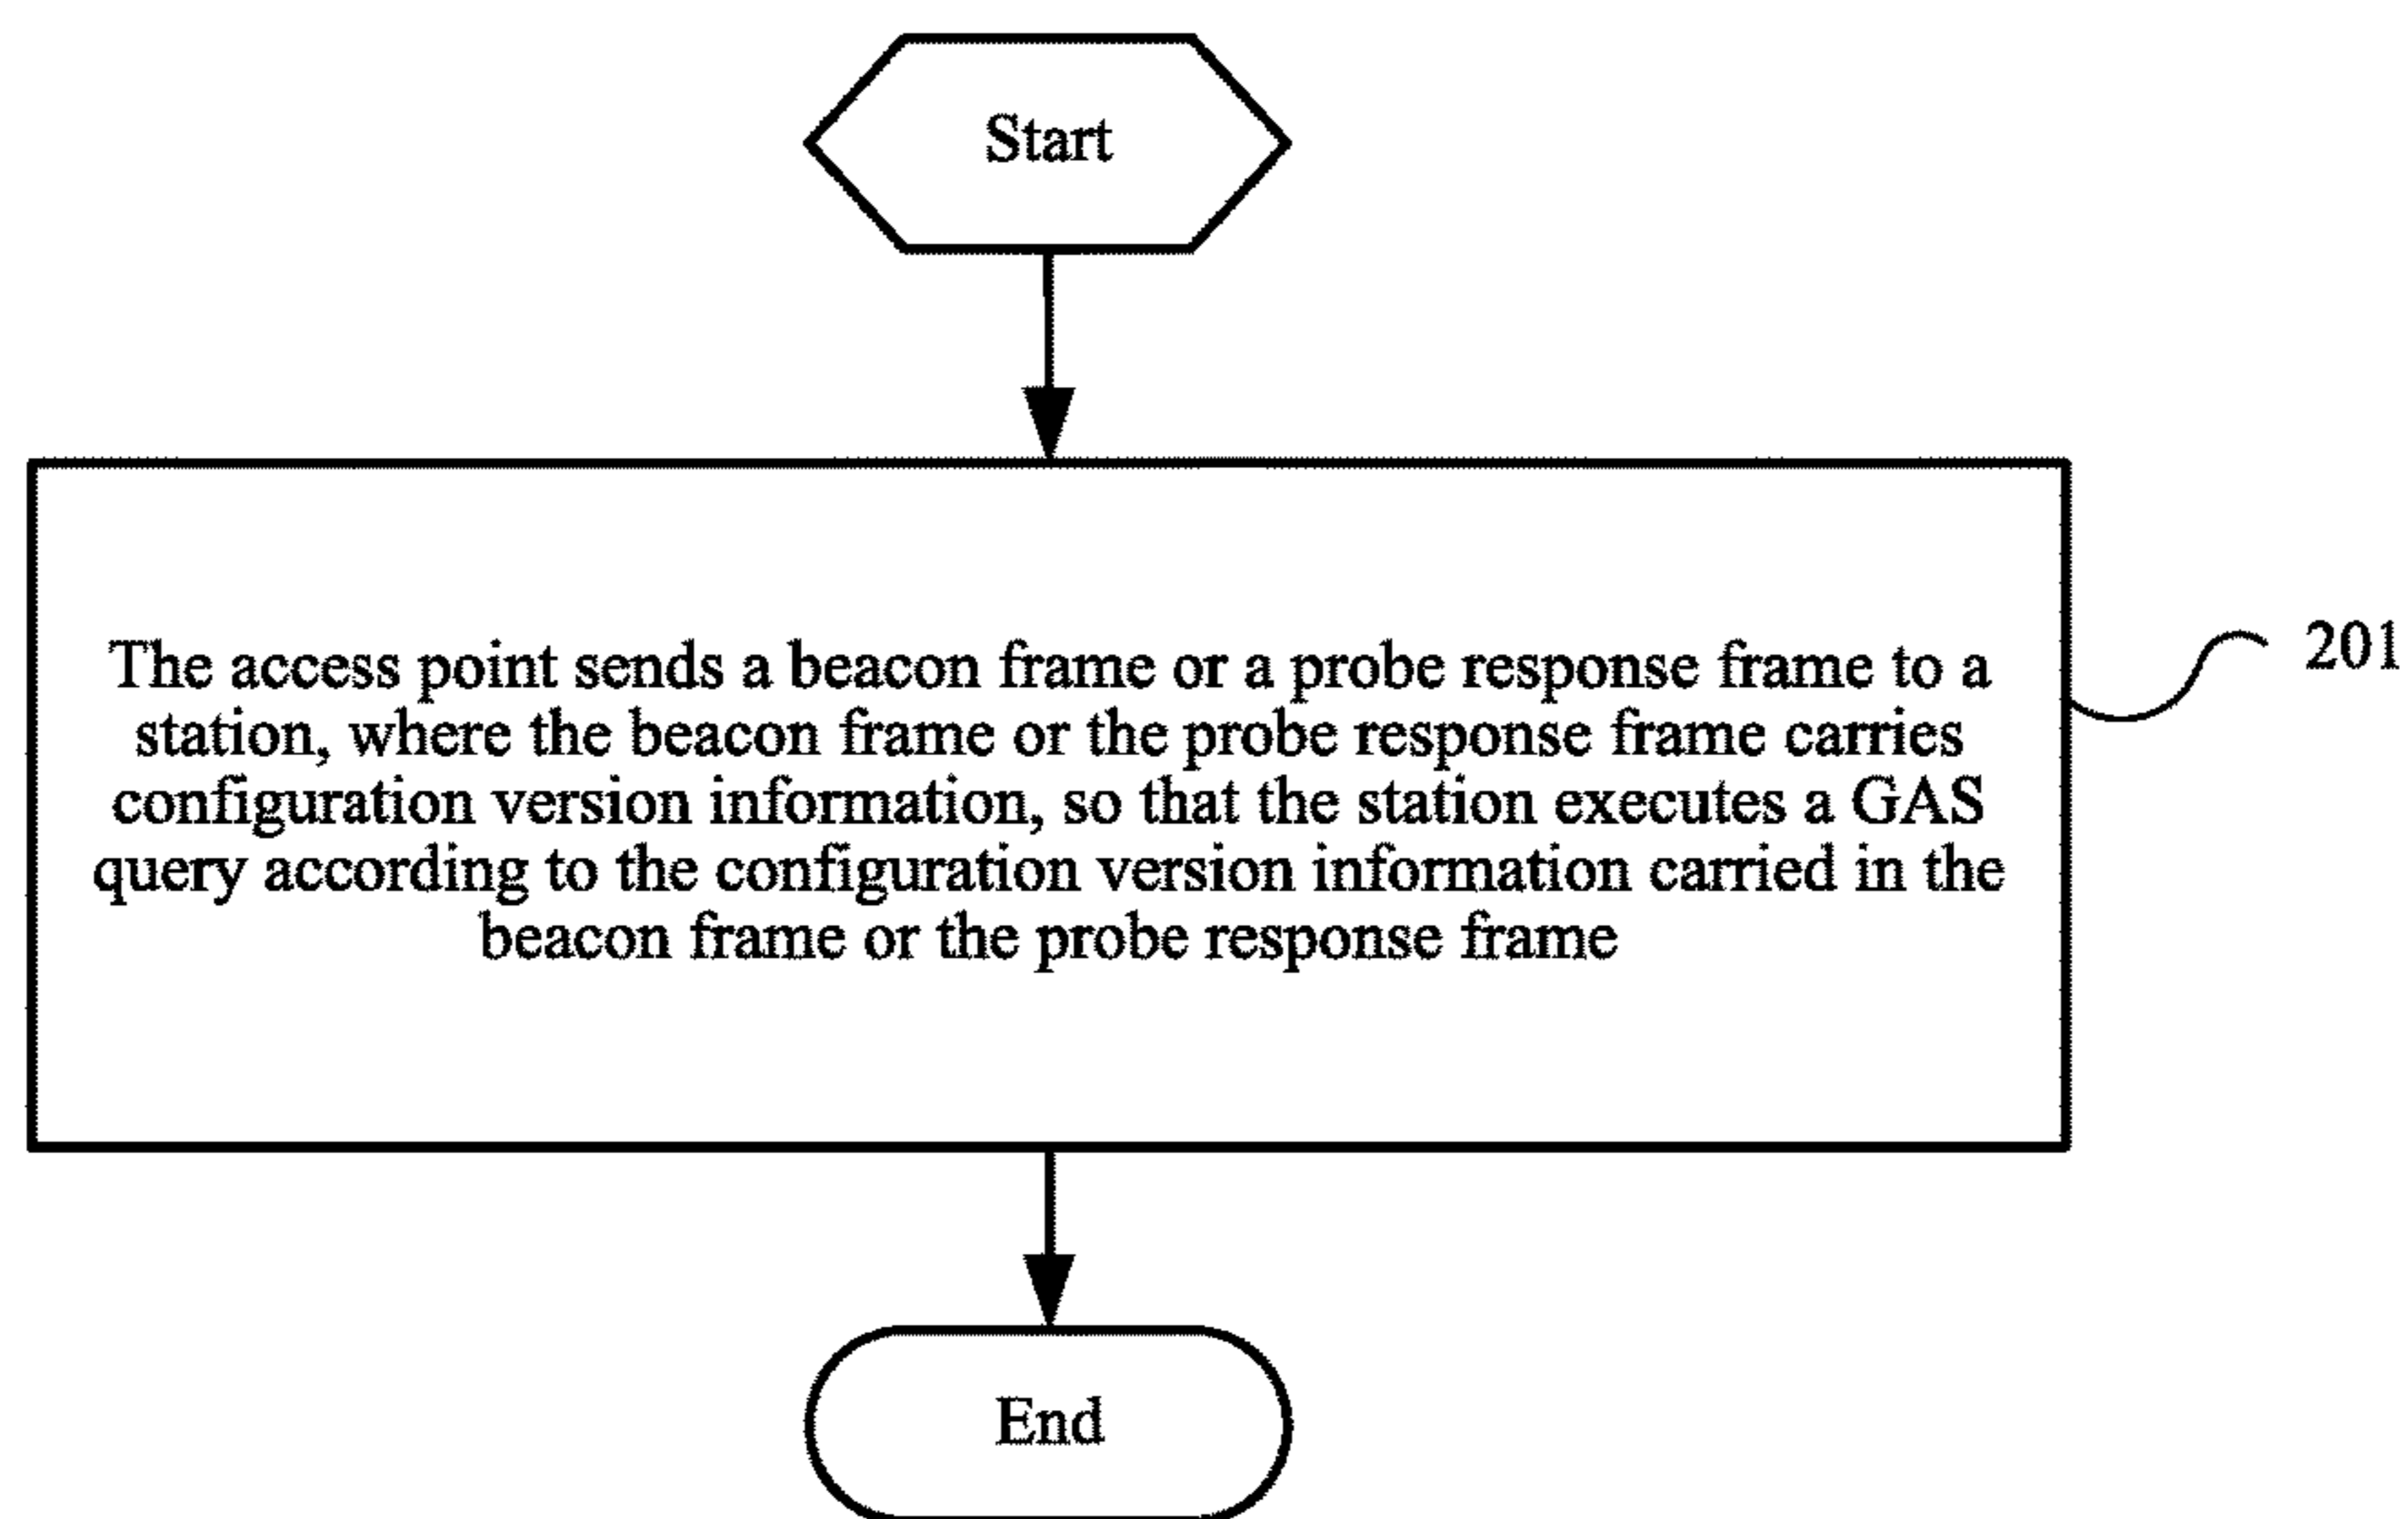 Start
The access point sends a beacon frame or a probe response frame to a
station, where the beacon frame or the probe response frame carries
configuration version information, so that the station executes a GAS
query according to the configuration version information carried in the
beacon frame or the probe response frame
201
End